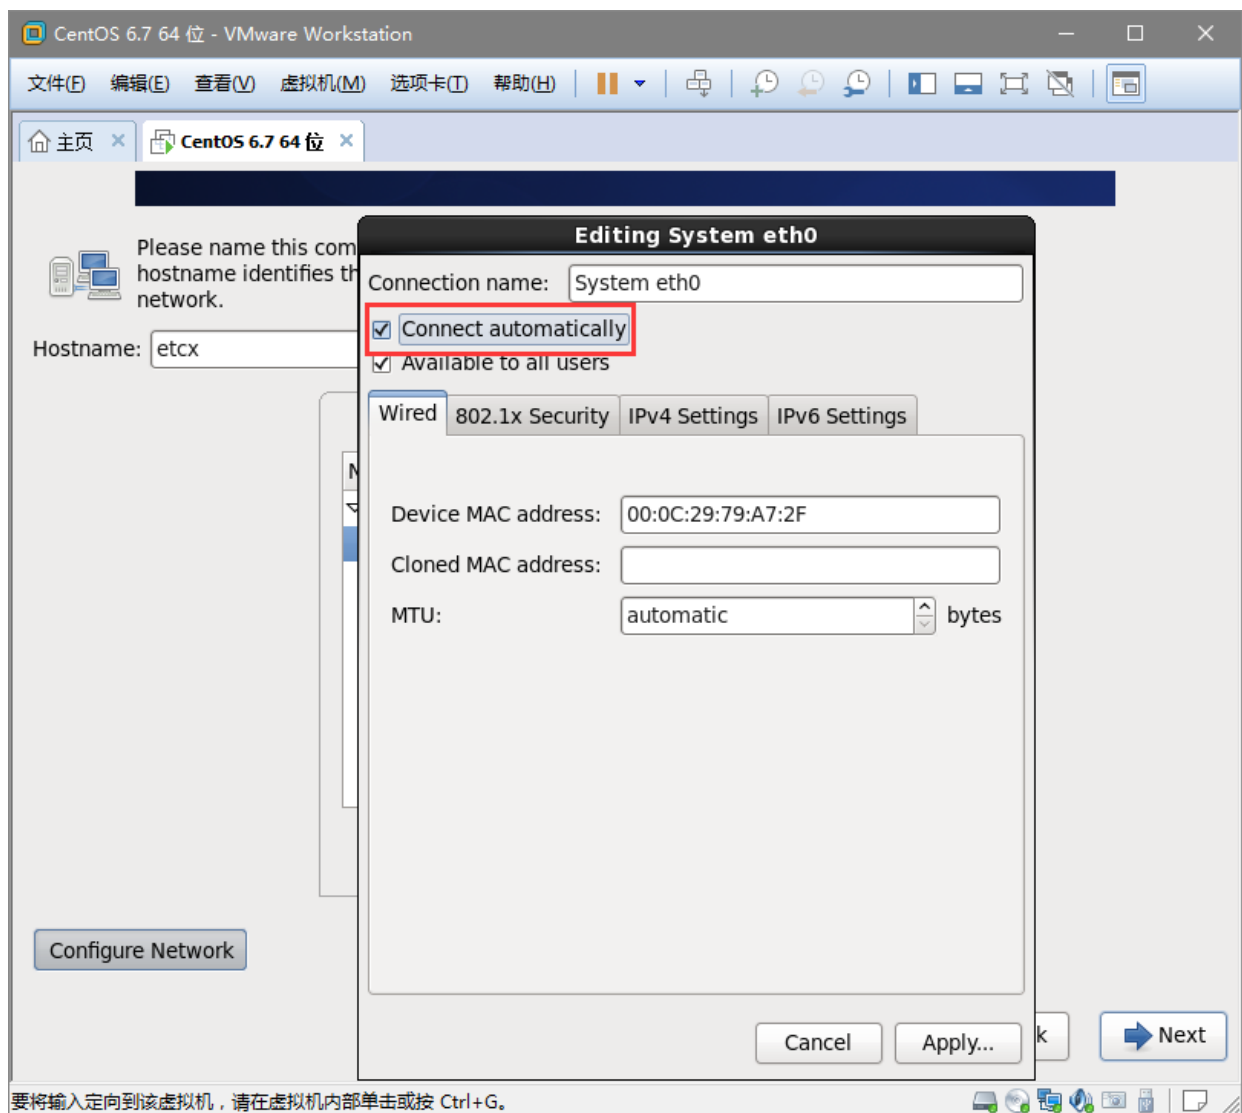 CentOS 6.7 64 位 - VMware Workstation
文件(F) 编辑(E) 查看(V) 虚拟机(M) 选项卡(T) 帮助(H)
主页 CentOS 6.7 64 位
Please name this com
hostname identifies th
network.
Hostname: etcx
Editing System eth0
Connection name: System eth0
Connect automatically
Available to all users
Wired 802.1x Security IPv4 Settings IPv6 Settings
Device MAC address: 00:0C:29:79:A7:2F
Cloned MAC address:
MTU: automatic bytes
Configure Network
Cancel Apply... k Next
要将输入定向到该虚拟机，请在虚拟机内部单击或按 Ctrl+G。